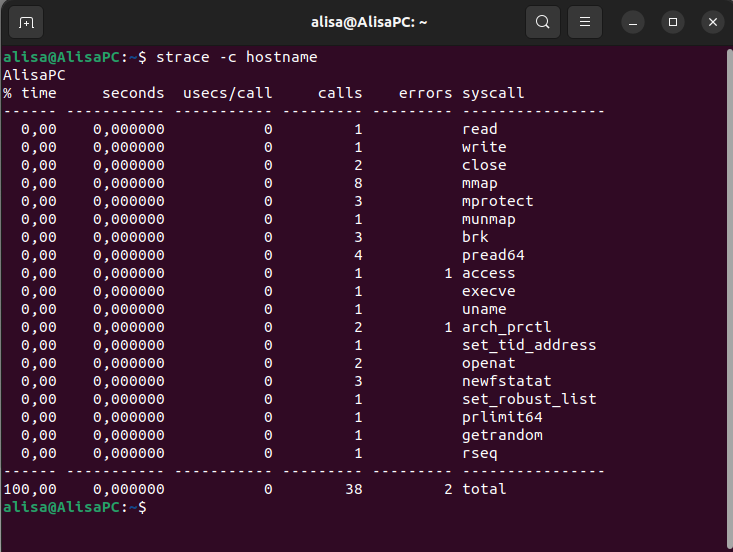 alisa@AlisaPC: ~
alisa@AlisaPC:~$ strace -c hostname
AlisaPC
% time     seconds  usecs/call     calls    errors syscall
------ ----------- ----------- --------- --------- ----------------
  0,00    0,000000           0         1           read
  0,00    0,000000           0         1           write
  0,00    0,000000           0         2           close
  0,00    0,000000           0         8           mmap
  0,00    0,000000           0         3           mprotect
  0,00    0,000000           0         1           munmap
  0,00    0,000000           0         3           brk
  0,00    0,000000           0         4           pread64
  0,00    0,000000           0         1         1 access
  0,00    0,000000           0         1           execve
  0,00    0,000000           0         1           uname
  0,00    0,000000           0         2         1 arch_prctl
  0,00    0,000000           0         1           set_tid_address
  0,00    0,000000           0         2           openat
  0,00    0,000000           0         3           newfstatat
  0,00    0,000000           0         1           set_robust_list
  0,00    0,000000           0         1           prlimit64
  0,00    0,000000           0         1           getrandom
  0,00    0,000000           0         1           rseq
------ ----------- ----------- --------- --------- ----------------
100,00    0,000000           0        38         2 total
alisa@AlisaPC:~$